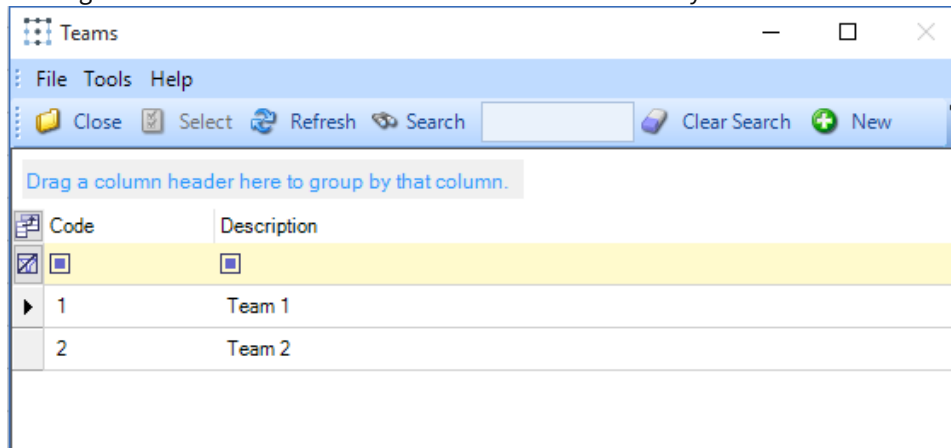 Teams
File Tools Help
Close Select Refresh Search Clear Search New
Drag a column header here to group by that column.
Code Description
1 Team 1
2 Team 2